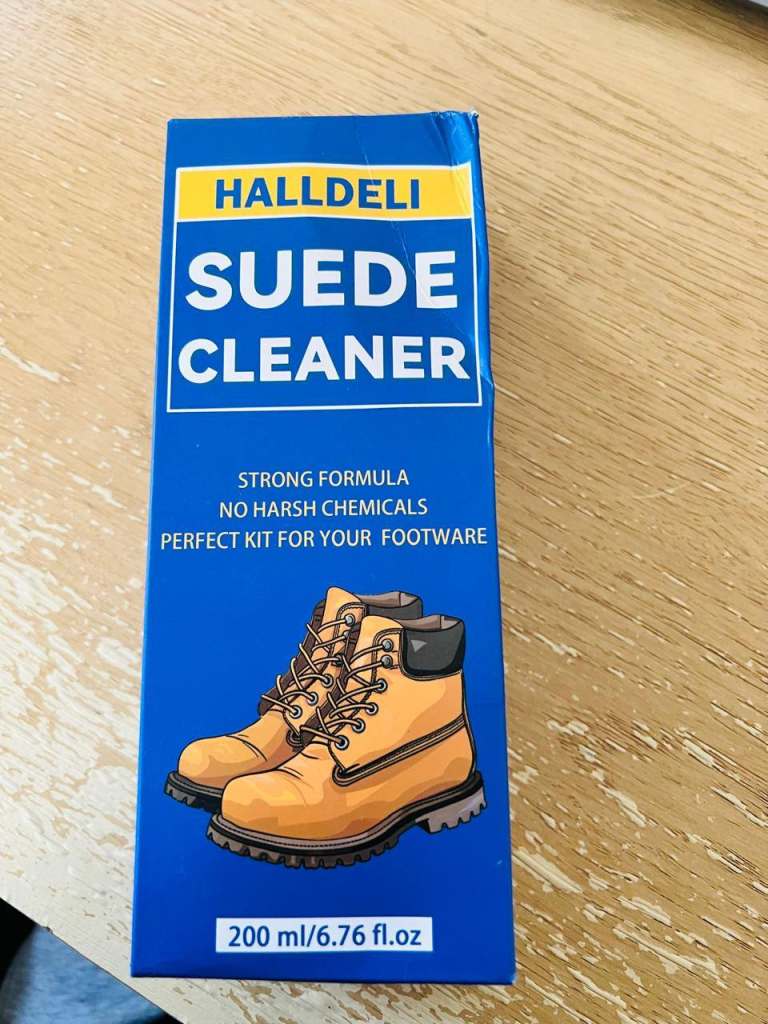 HALLDELI
SUEDE
CLEANER
STRONG FORMULA
NO HARSH CHEMICALS
PERFECT KIT FOR YOUR FOOTWARE
200 ml/6.76 fl.oz